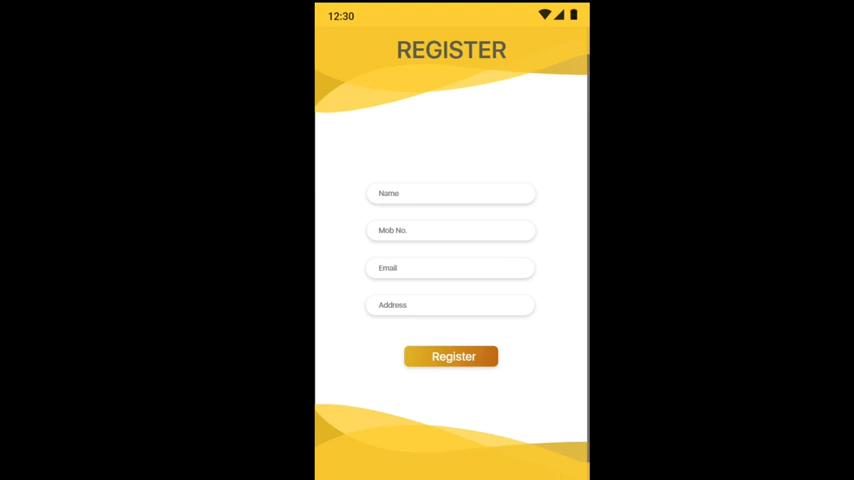 12:30
REGISTER
Name
Mob No.
Email
Address
Register